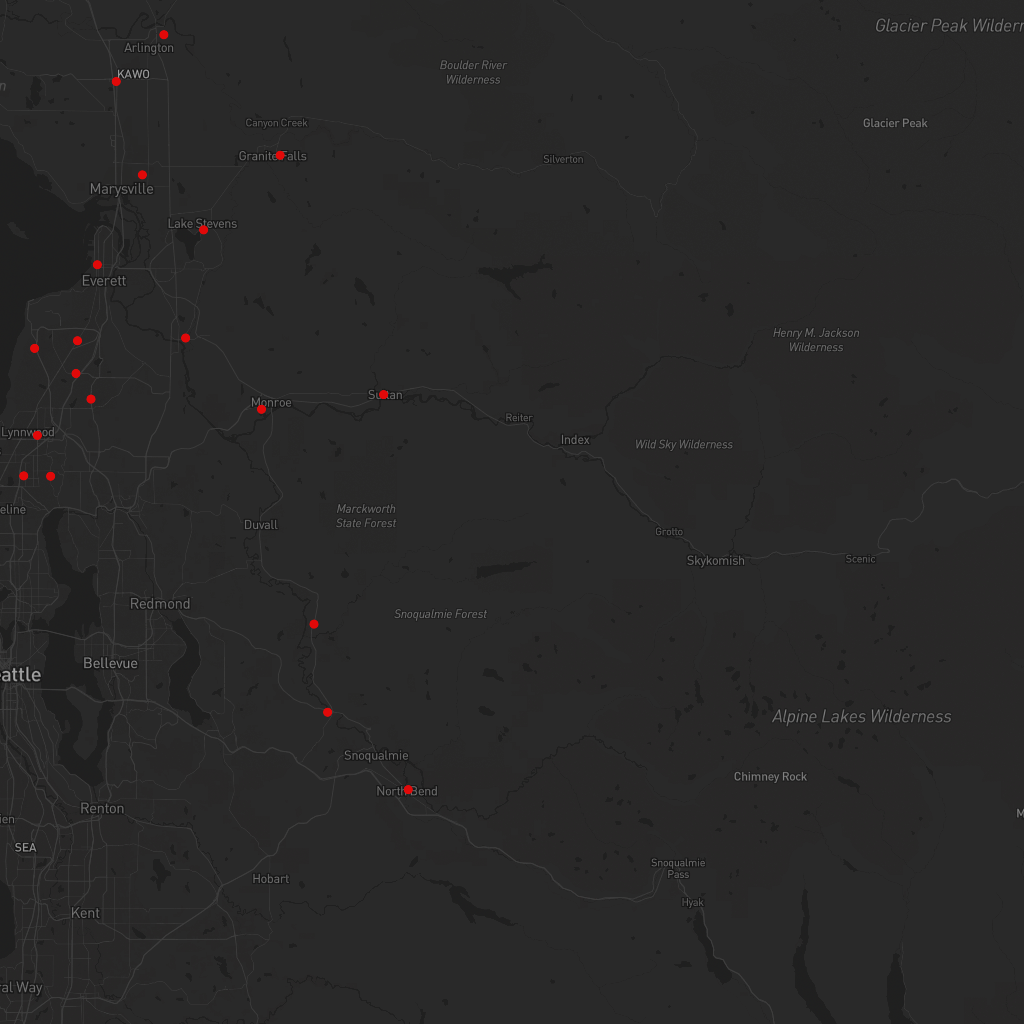 Glacier Peak Wildern
Arlington
Boulder River
Wilderness
KAWO
n
Canyon Creek
Glacier Peak
Granite Falls
Silverton
Marysville
Lake Stevens
Everett
Henry M. Jackson
Wilderness
Sultan
Monroe
Reiter
Lynnwood
Index
Wild Sky Wilderness
eline
Marckworth
State Forest
Duvall
Grotto
Skykomish
Scenic
Redmond
Snoqualmie Forest
Bellevue
eattle
Alpine Lakes Wilderness
Snoqualmie
Chimney Rock
North Bend
Renton
M
ien
SEA
Snoqualmie
Pass
Hobart
Hyak
Kent
ral Way